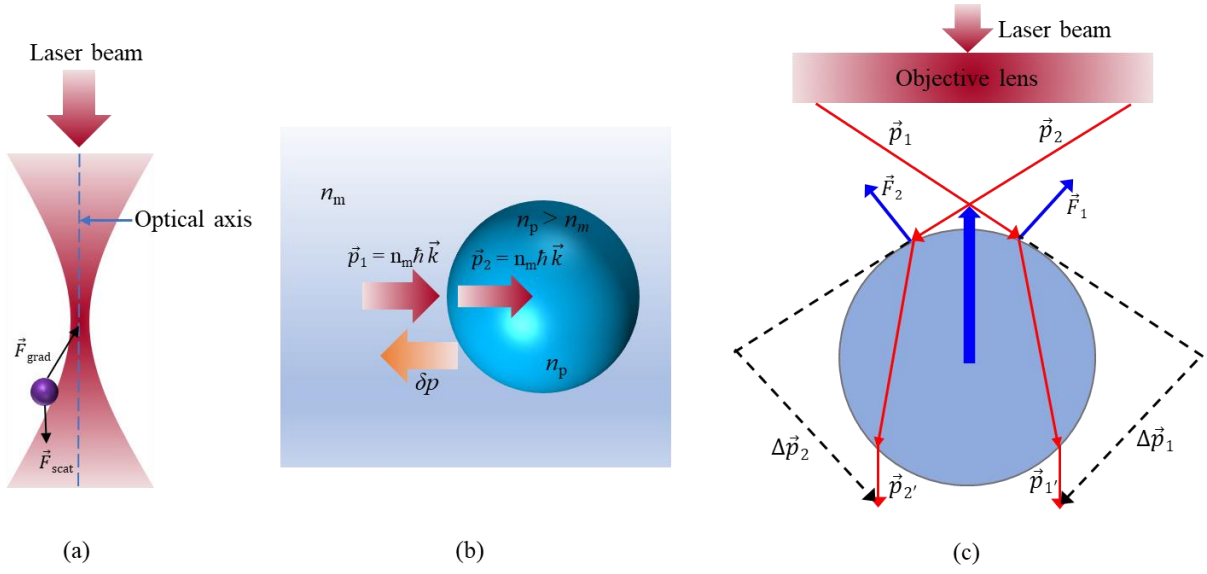 Laser beam
Optical axis
F⃗grad
F⃗scat
(a)
nm
np > nm
p⃗1 = nmℏk⃗
p⃗2 = nmℏk⃗
δp
np
(b)
Laser beam
Objective lens
p⃗1
p⃗2
F⃗2
F⃗1
Δp⃗2
Δp⃗1
p⃗2′
p⃗1′
(c)